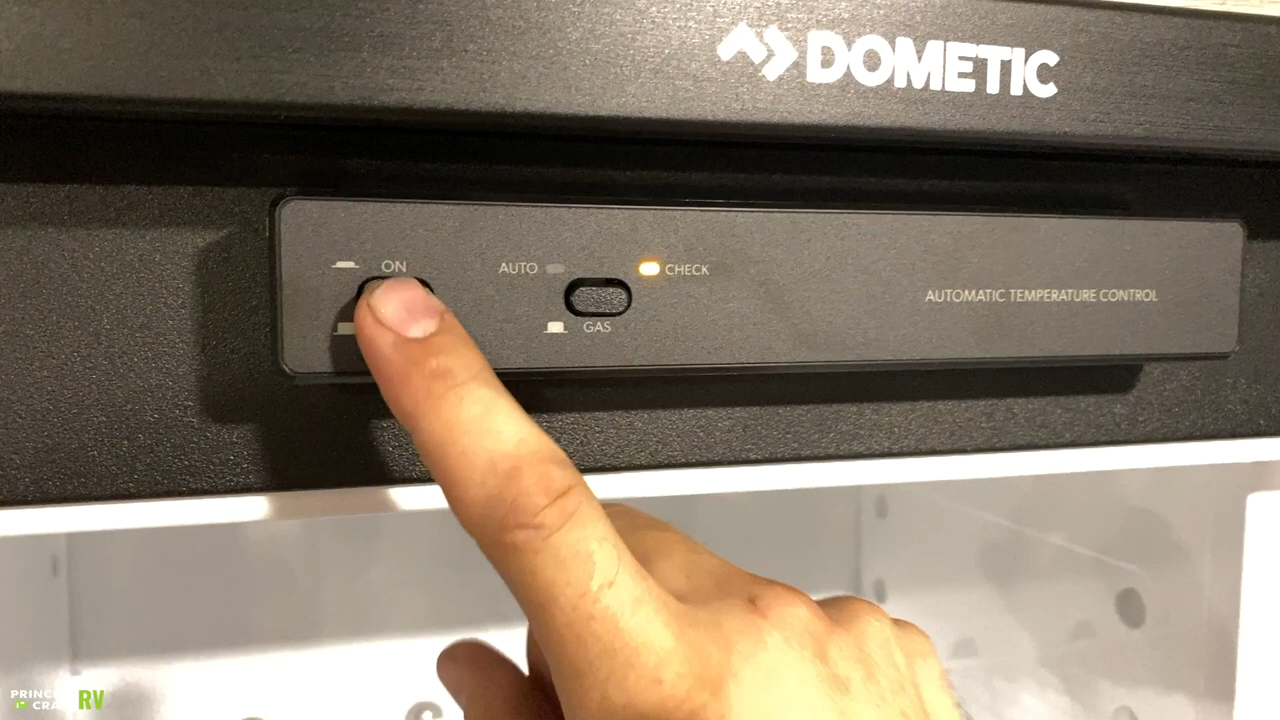 DOMETIC
ON
AUTO
CHECK
GAS
AUTOMATIC TEMPERATURE CONTROL
RV